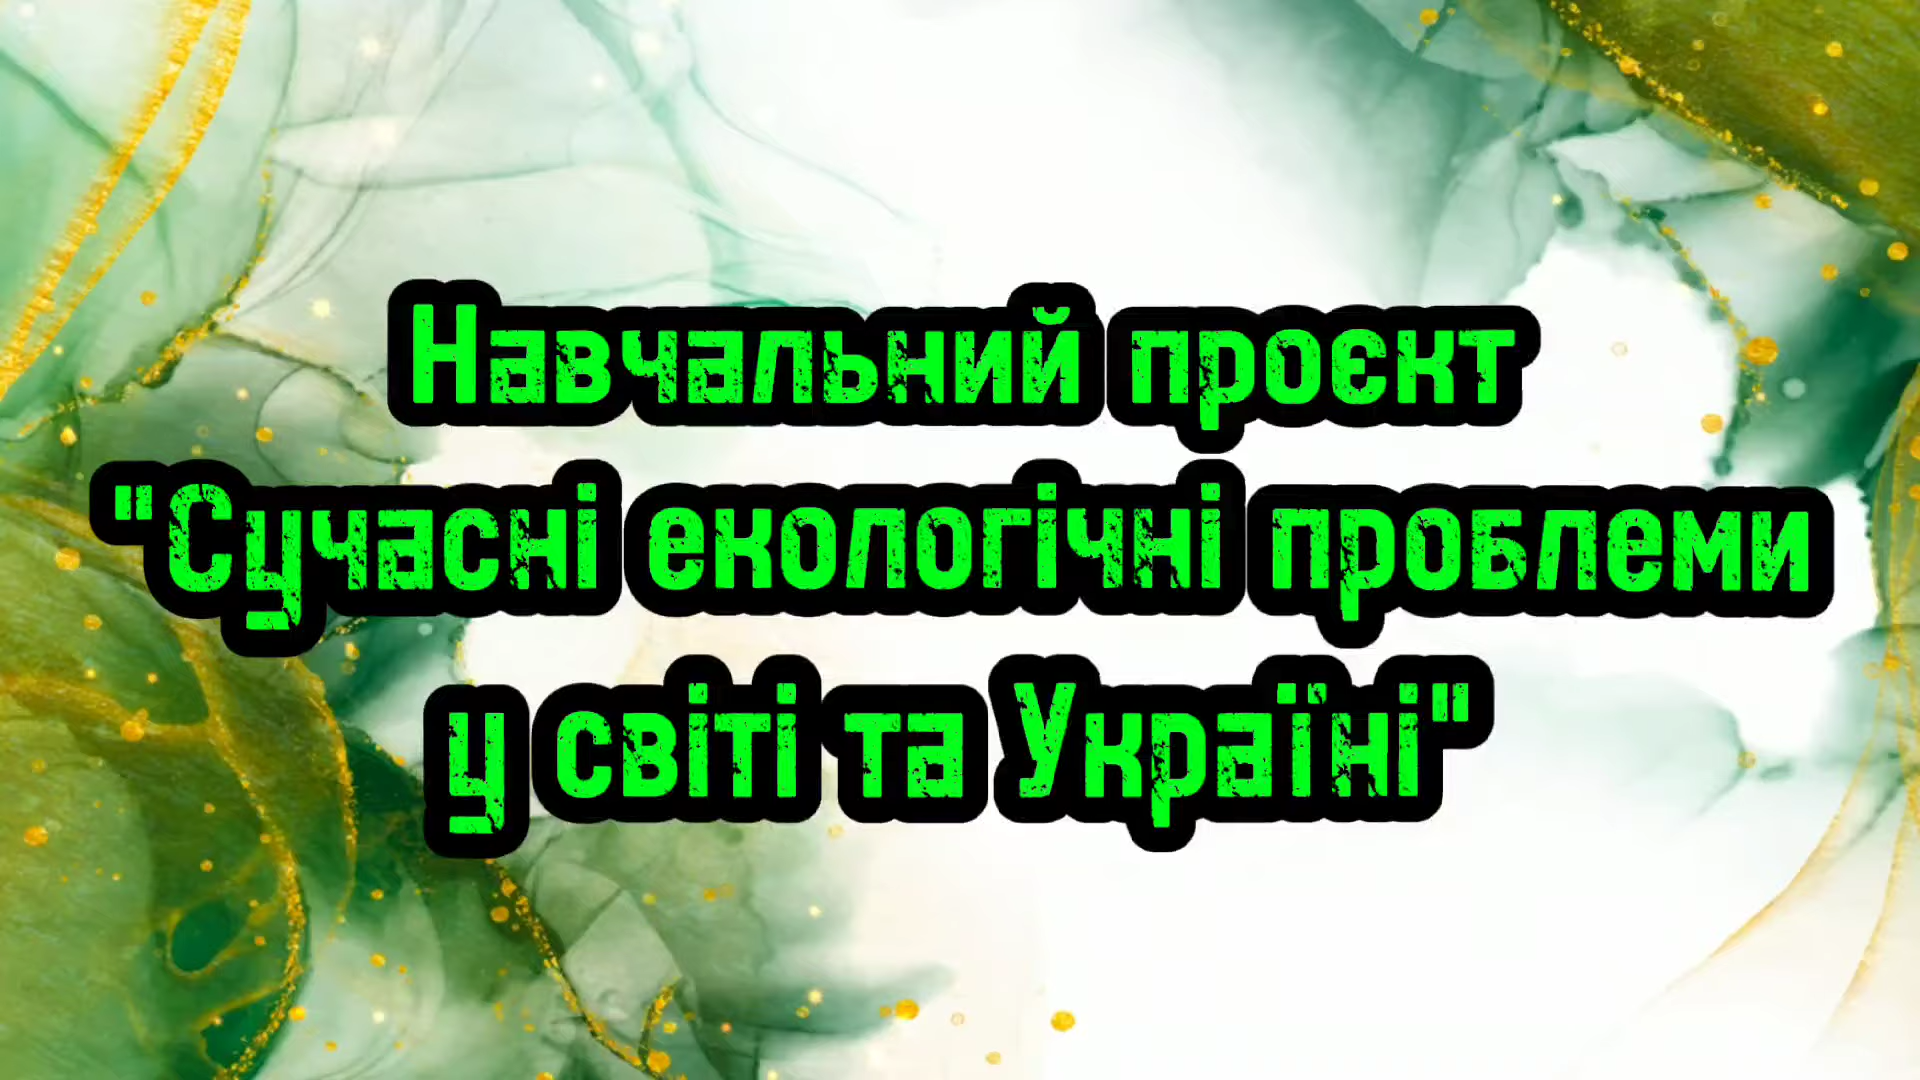 Навчальний проєкт
"Сучасні екологічні проблеми
у світі та Україні"